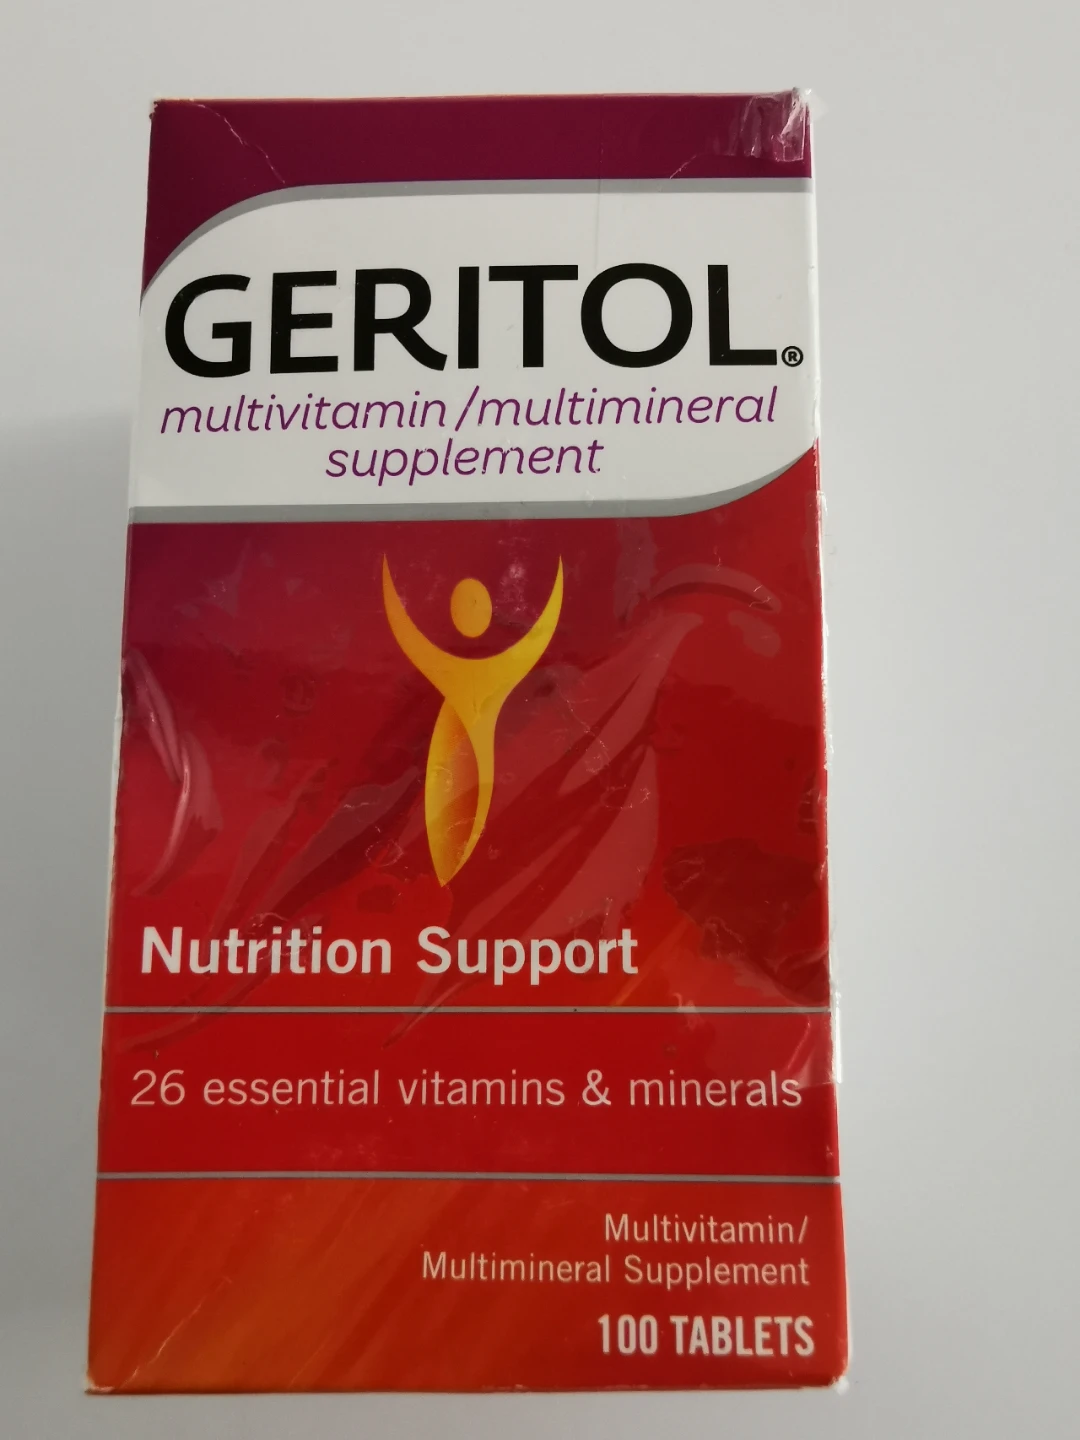 GERITOL®
multivitamin/multimineral
supplement
Nutrition Support
26 essential vitamins & minerals
Multivitamin/
Multimineral Supplement
100 TABLETS